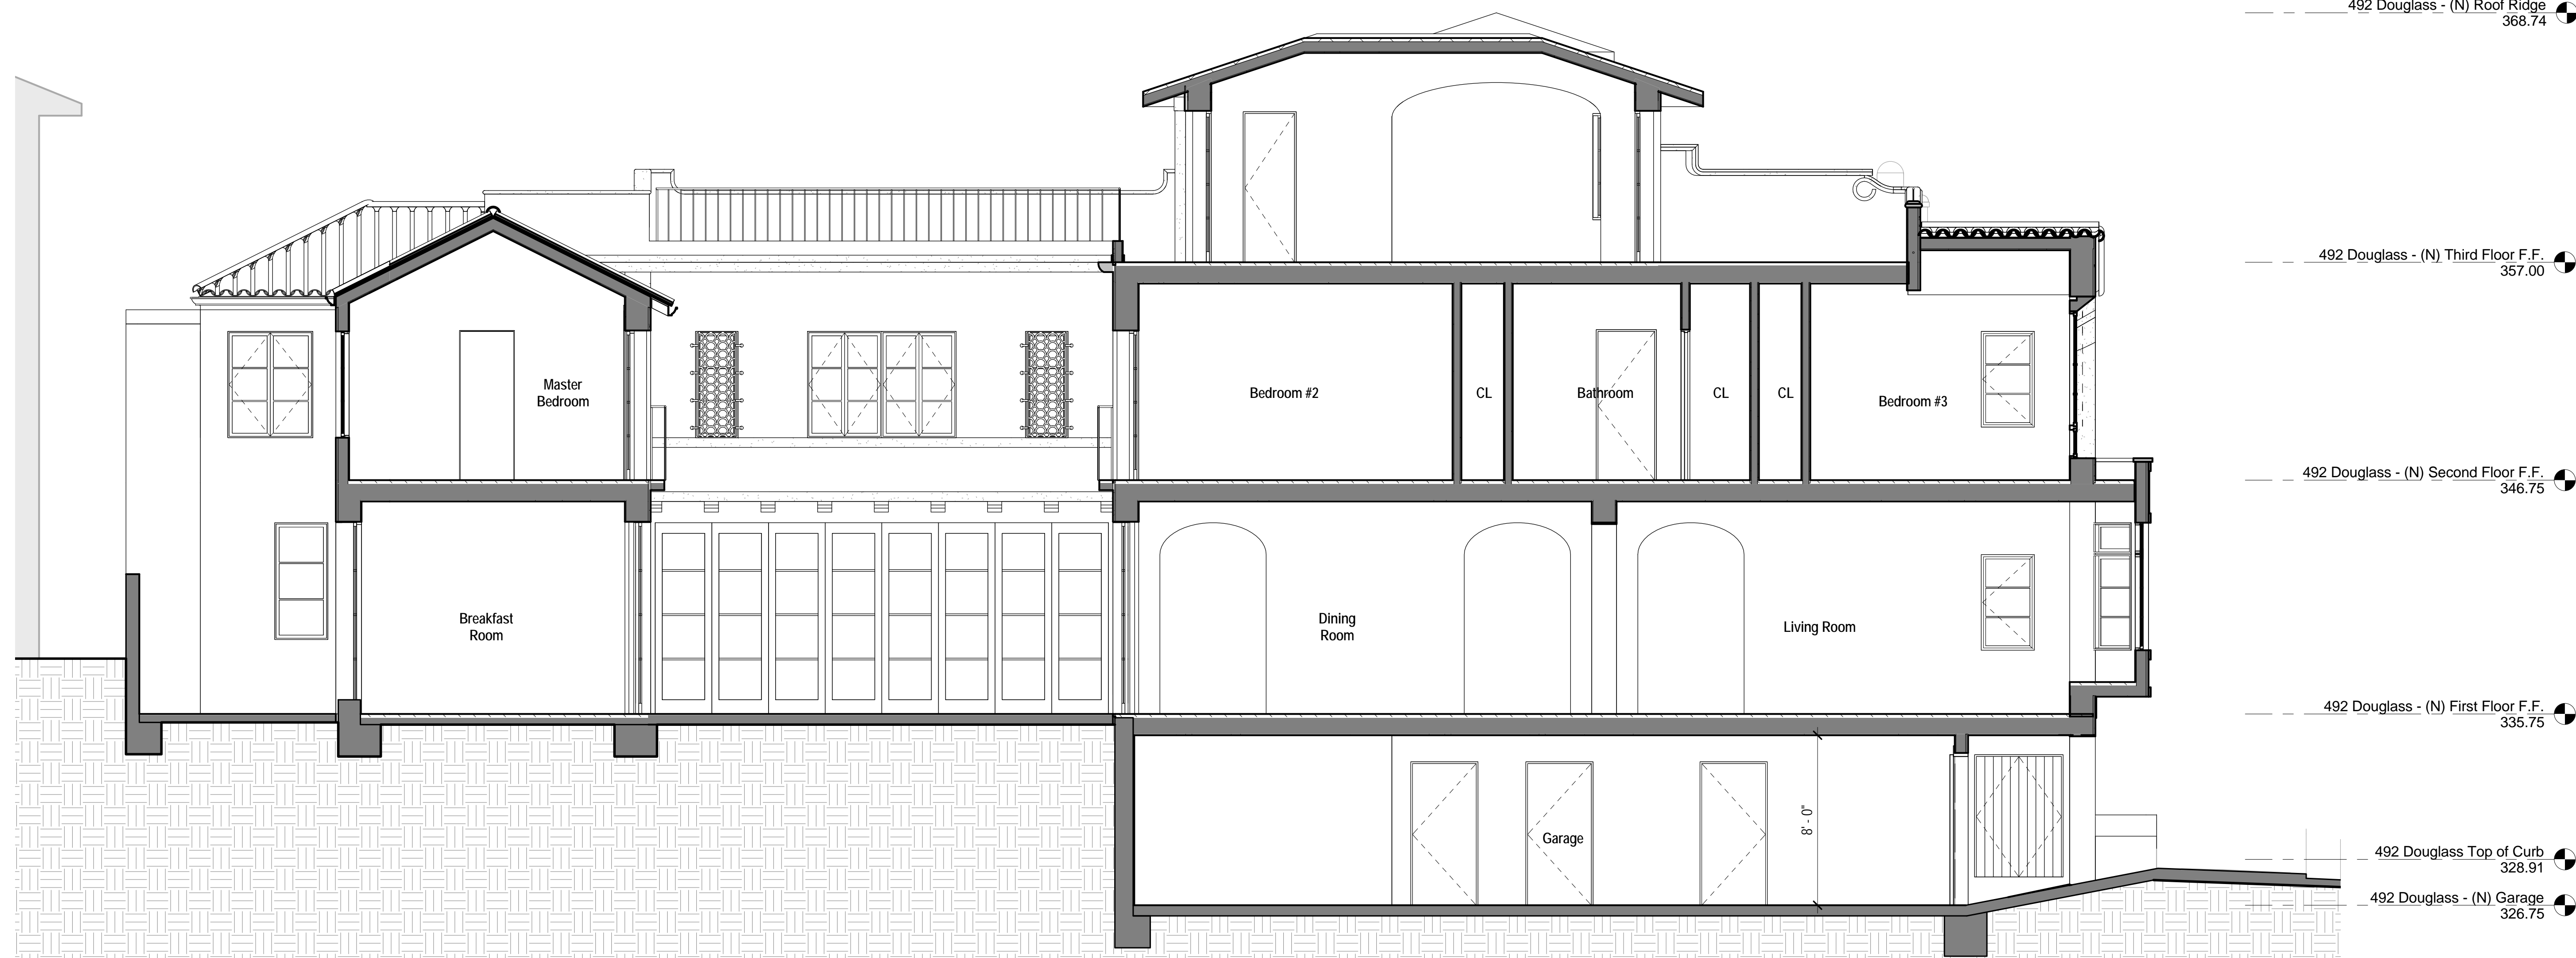 492 Douglass - (N) Roof Ridge
368.74
492 Douglass - (N) Third Floor F.F.
357.00
Master
Bedroom
Bedroom #2
CL
Bathroom
CL
CL
Bedroom #3
492 Douglass - (N) Second Floor F.F.
346.75
Breakfast
Room
Dining
Room
Living Room
492 Douglass - (N) First Floor F.F.
335.75
8' - 0"
Garage
492 Douglass Top of Curb
328.91
492 Douglass - (N) Garage
326.75